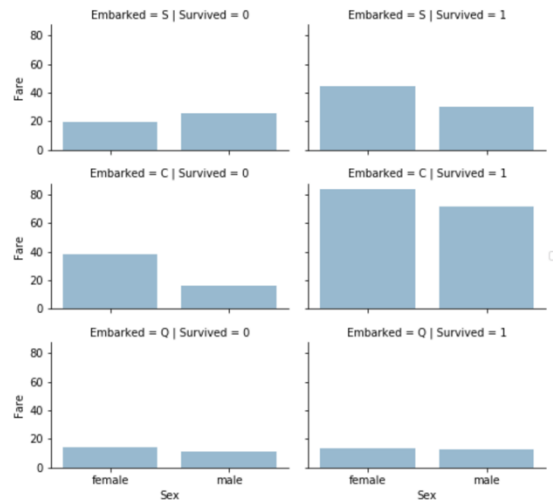 Embarked = S | Survived = 0
Embarked = S | Survived = 1
80
60
40
20
0
Fare
Embarked = C | Survived = 0
Embarked = C | Survived = 1
80
60
40
20
0
Fare
Embarked = Q | Survived = 0
Embarked = Q | Survived = 1
80
60
40
20
0
Fare
female male female male
Sex Sex